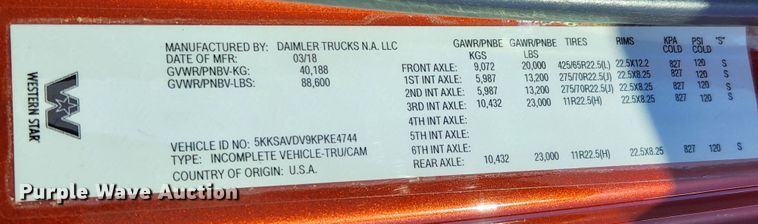 WESTERN STAR
MANUFACTURED BY: DAIMLER TRUCKS N.A. LLC
DATE OF MFR: 03/18
GVWR/PNBV-KG: 40,188
GVWR/PNBV-LBS: 88,600
VEHICLE ID NO: 5KKSAVDV9KPKE4744
TYPE: INCOMPLETE VEHICLE-TRU/CAM
COUNTRY OF ORIGIN: U.S.A.
GAWR/PNBE GAWR/PNBE TIRES RIMS KPA PSI "S"
KGS LBS COLD COLD
FRONT AXLE: 9,072 20,000 425/65R22.5(L) 22.5X12.2 827 120 S
1ST INT AXLE: 5,987 13,200 275/70R22.5(J) 22.5X8.25 827 120 S
2ND INT AXLE: 5,987 13,200 275/70R22.5(J) 22.5X8.25 827 120 S
3RD INT AXLE: 10,432 23,000 11R22.5(H) 22.5X8.25 827 120 S
4TH INT AXLE:
5TH INT AXLE:
6TH INT AXLE:
REAR AXLE: 10,432 23,000 11R22.5(H) 22.5X8.25 827 120 S
Purple Wave Auction